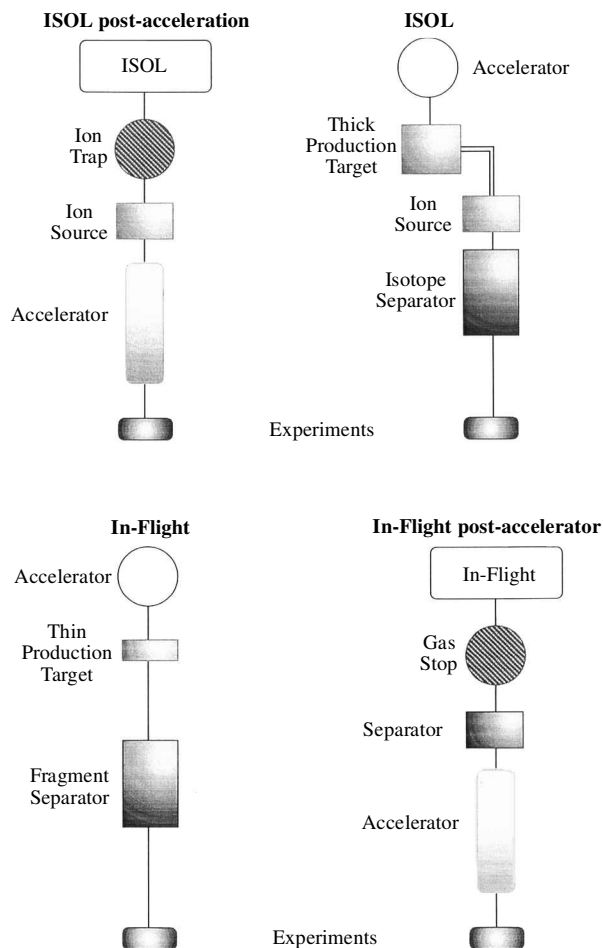 ISOL post-acceleration
ISOL
Ion
Trap
Ion
Source
Accelerator
ISOL
Accelerator
Thick
Production
Target
Ion
Source
Isotope
Separator
Experiments
In-Flight
Accelerator
Thin
Production
Target
Fragment
Separator
In-Flight post-accelerator
In-Flight
Gas
Stop
Separator
Accelerator
Experiments